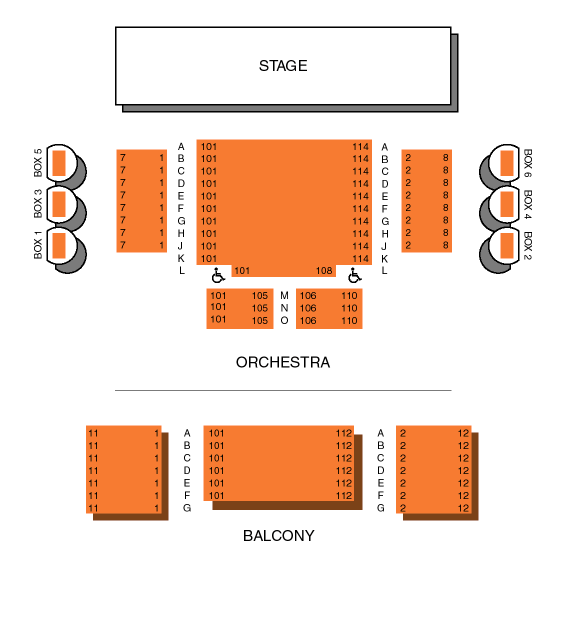 STAGE
A 101 114 A
BOX 5 7 1 B 101 114 B 2 8 BOX 6
7 1 C 101 114 C 2 8
7 1 D 101 114 D 2 8
BOX 3 7 1 E 101 114 E 2 8 BOX 4
7 1 F 101 114 F 2 8
7 1 G 101 114 G 2 8
BOX 1 7 1 H 101 114 H 2 8 BOX 2
7 1 J 101 114 J 2 8
K 101 114 K
L 101 108 L
101 105 M 106 110
101 105 N 106 110
101 105 O 106 110
ORCHESTRA
11 1 A 101 112 A 2 12
11 1 B 101 112 B 2 12
11 1 C 101 112 C 2 12
11 1 D 101 112 D 2 12
11 1 E 101 112 E 2 12
11 1 F 101 112 F 2 12
11 1 G G 2 12
BALCONY